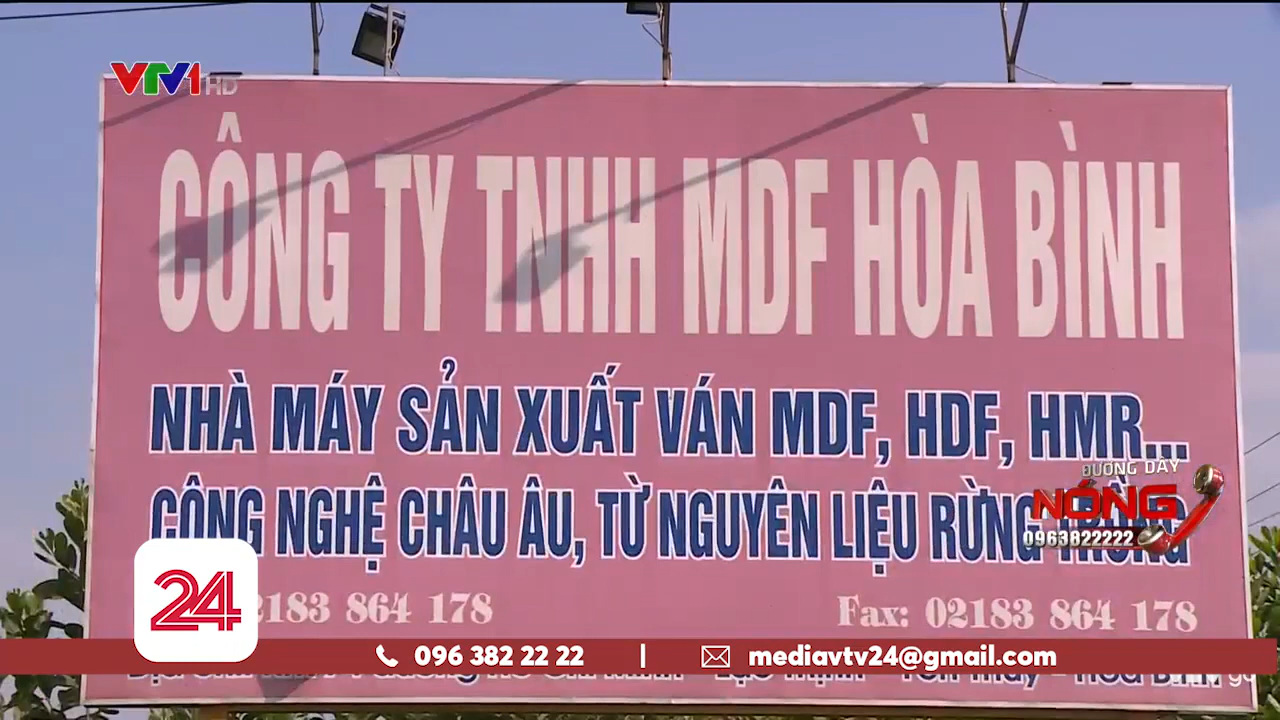 VTV1 HD
CÔNG TY TNHH MDF HÒA BÌNH
NHÀ MÁY SẢN XUẤT VÁN MDF, HDF, HMR...
ĐƯỜNG DÂY
NÓNG
0963822222
CÔNG NGHỆ CHÂU ÂU, TỪ NGUYÊN LIỆU RỪNG TRỒNG
24
2183 864 178 Fax: 02183 864 178
096 382 22 22 | mediavtv24@gmail.com